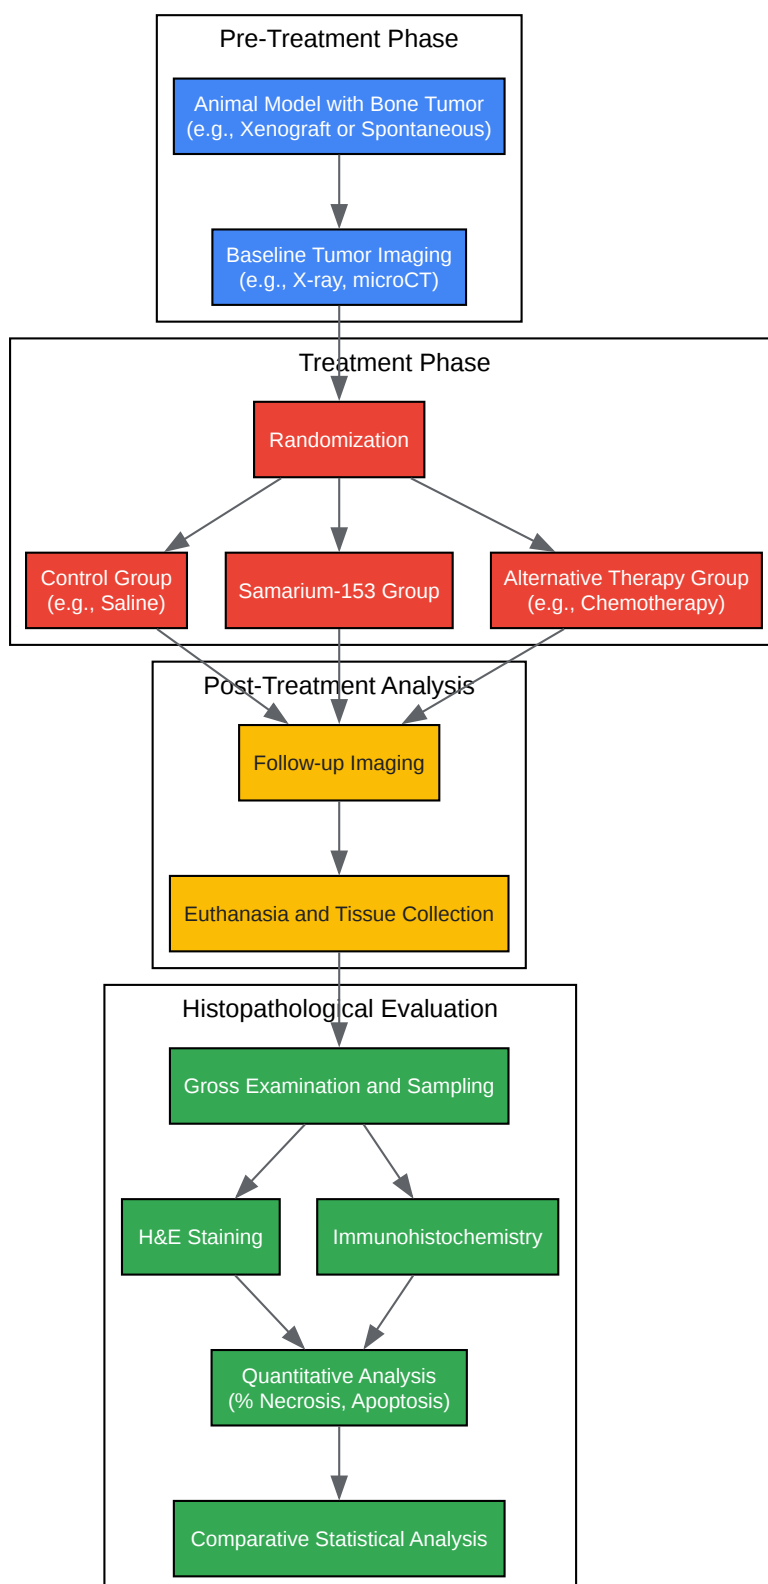 Pre-Treatment Phase
Animal Model with Bone Tumor
(e.g., Xenograft or Spontaneous)
Baseline Tumor Imaging
(e.g., X-ray, microCT)
Treatment Phase
Randomization
Control Group
(e.g., Saline)
Samarium-153 Group
Alternative Therapy Group
(e.g., Chemotherapy)
Post-Treatment Analysis
Follow-up Imaging
Euthanasia and Tissue Collection
Histopathological Evaluation
Gross Examination and Sampling
H&E Staining
Immunohistochemistry
Quantitative Analysis
(% Necrosis, Apoptosis)
Comparative Statistical Analysis